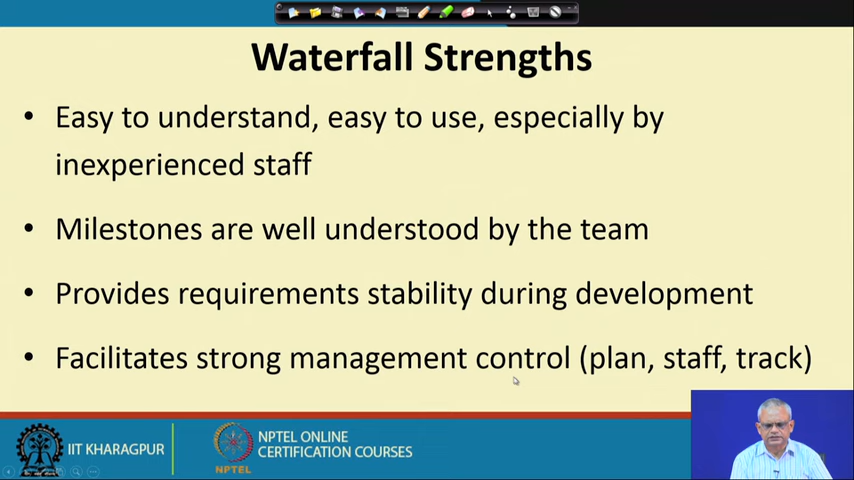 Waterfall Strengths
• Easy to understand, easy to use, especially by
inexperienced staff
• Milestones are well understood by the team
• Provides requirements stability during development
• Facilitates strong management control (plan, staff, track)
IIT KHARAGPUR
NPTEL
NPTEL ONLINE
CERTIFICATION COURSES